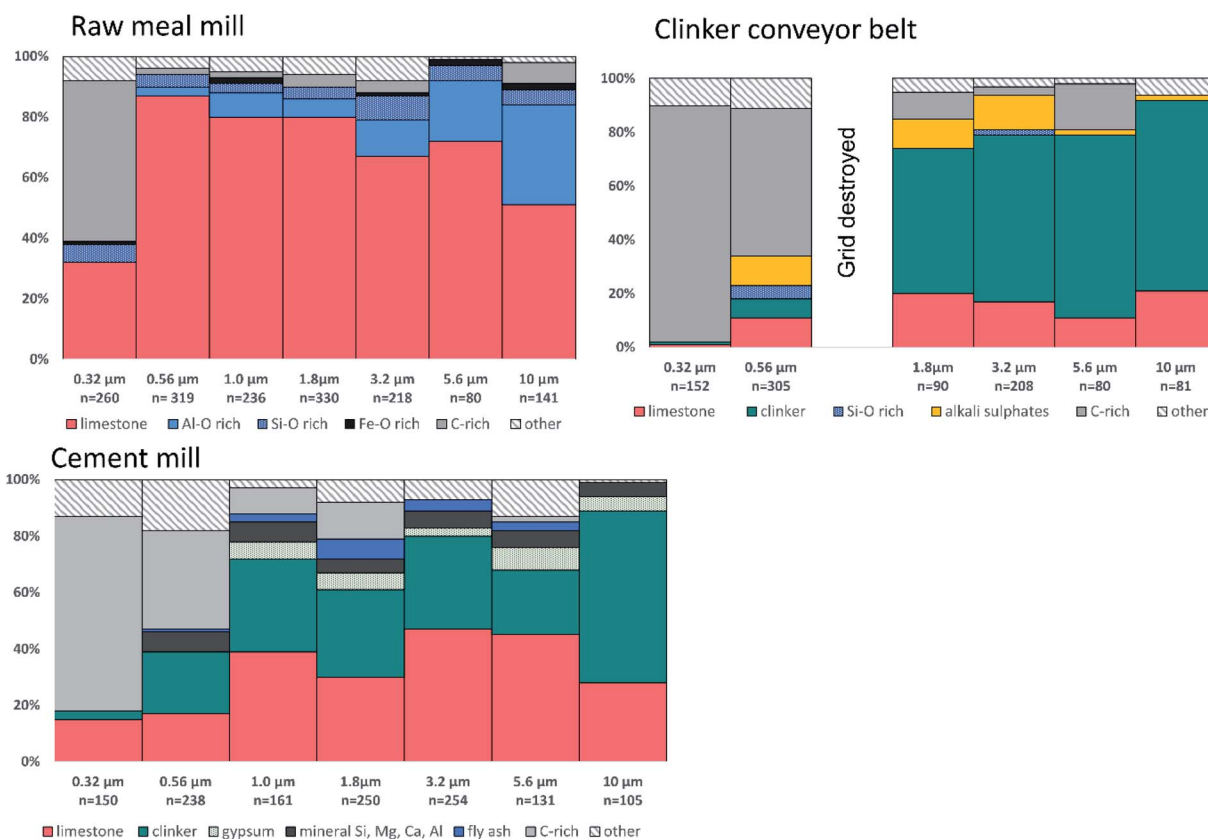 Raw meal mill
100%
80%
60%
40%
20%
0%
0.32 µm 0.56 µm 1.0 µm 1.8µm 3.2 µm 5.6 µm 10 µm
n=260 n= 319 n=236 n=330 n=218 n=80 n=141
limestone Al-O rich Si-O rich Fe-O rich C-rich other
Clinker conveyor belt
100%
80%
60%
40%
20%
0%
Grid destroyed
0.32 µm 0.56 µm 1.8µm 3.2 µm 5.6 µm 10 µm
n=152 n=305 n=90 n=208 n=80 n=81
limestone clinker Si-O rich alkali sulphates C-rich other
Cement mill
100%
80%
60%
40%
20%
0%
0.32 µm 0.56 µm 1.0 µm 1.8µm 3.2 µm 5.6 µm 10 µm
n=150 n=238 n=161 n=250 n=254 n=131 n=105
limestone clinker gypsum mineral Si, Mg, Ca, Al fly ash C-rich other